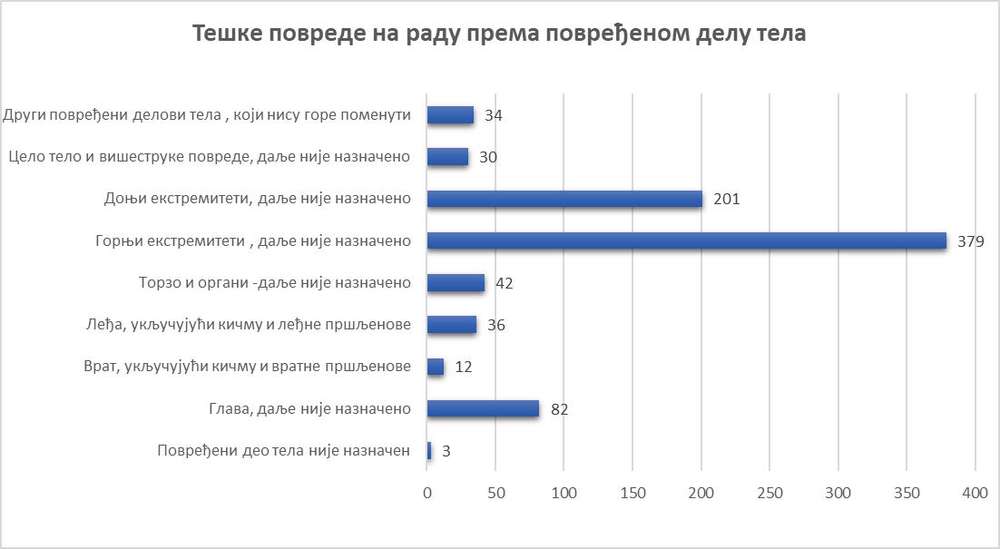 Тешке повреде на раду према повређеном делу тела
Други повређени делови тела , који нису горе поменути
34
Цело тело и вишеструке повреде, даље није назначено
30
Доњи екстремитети, даље није назначено
201
Горњи екстремитети , даље није назначено
379
Торзо и органи -даље није назначено
42
Леђа, укључујући кичму и леђне пршљенове
36
Врат, укључујући кичму и вратне пршљенове
12
Глава, даље није назначено
82
Повређени део тела није назначен
3
0 50 100 150 200 250 300 350 400